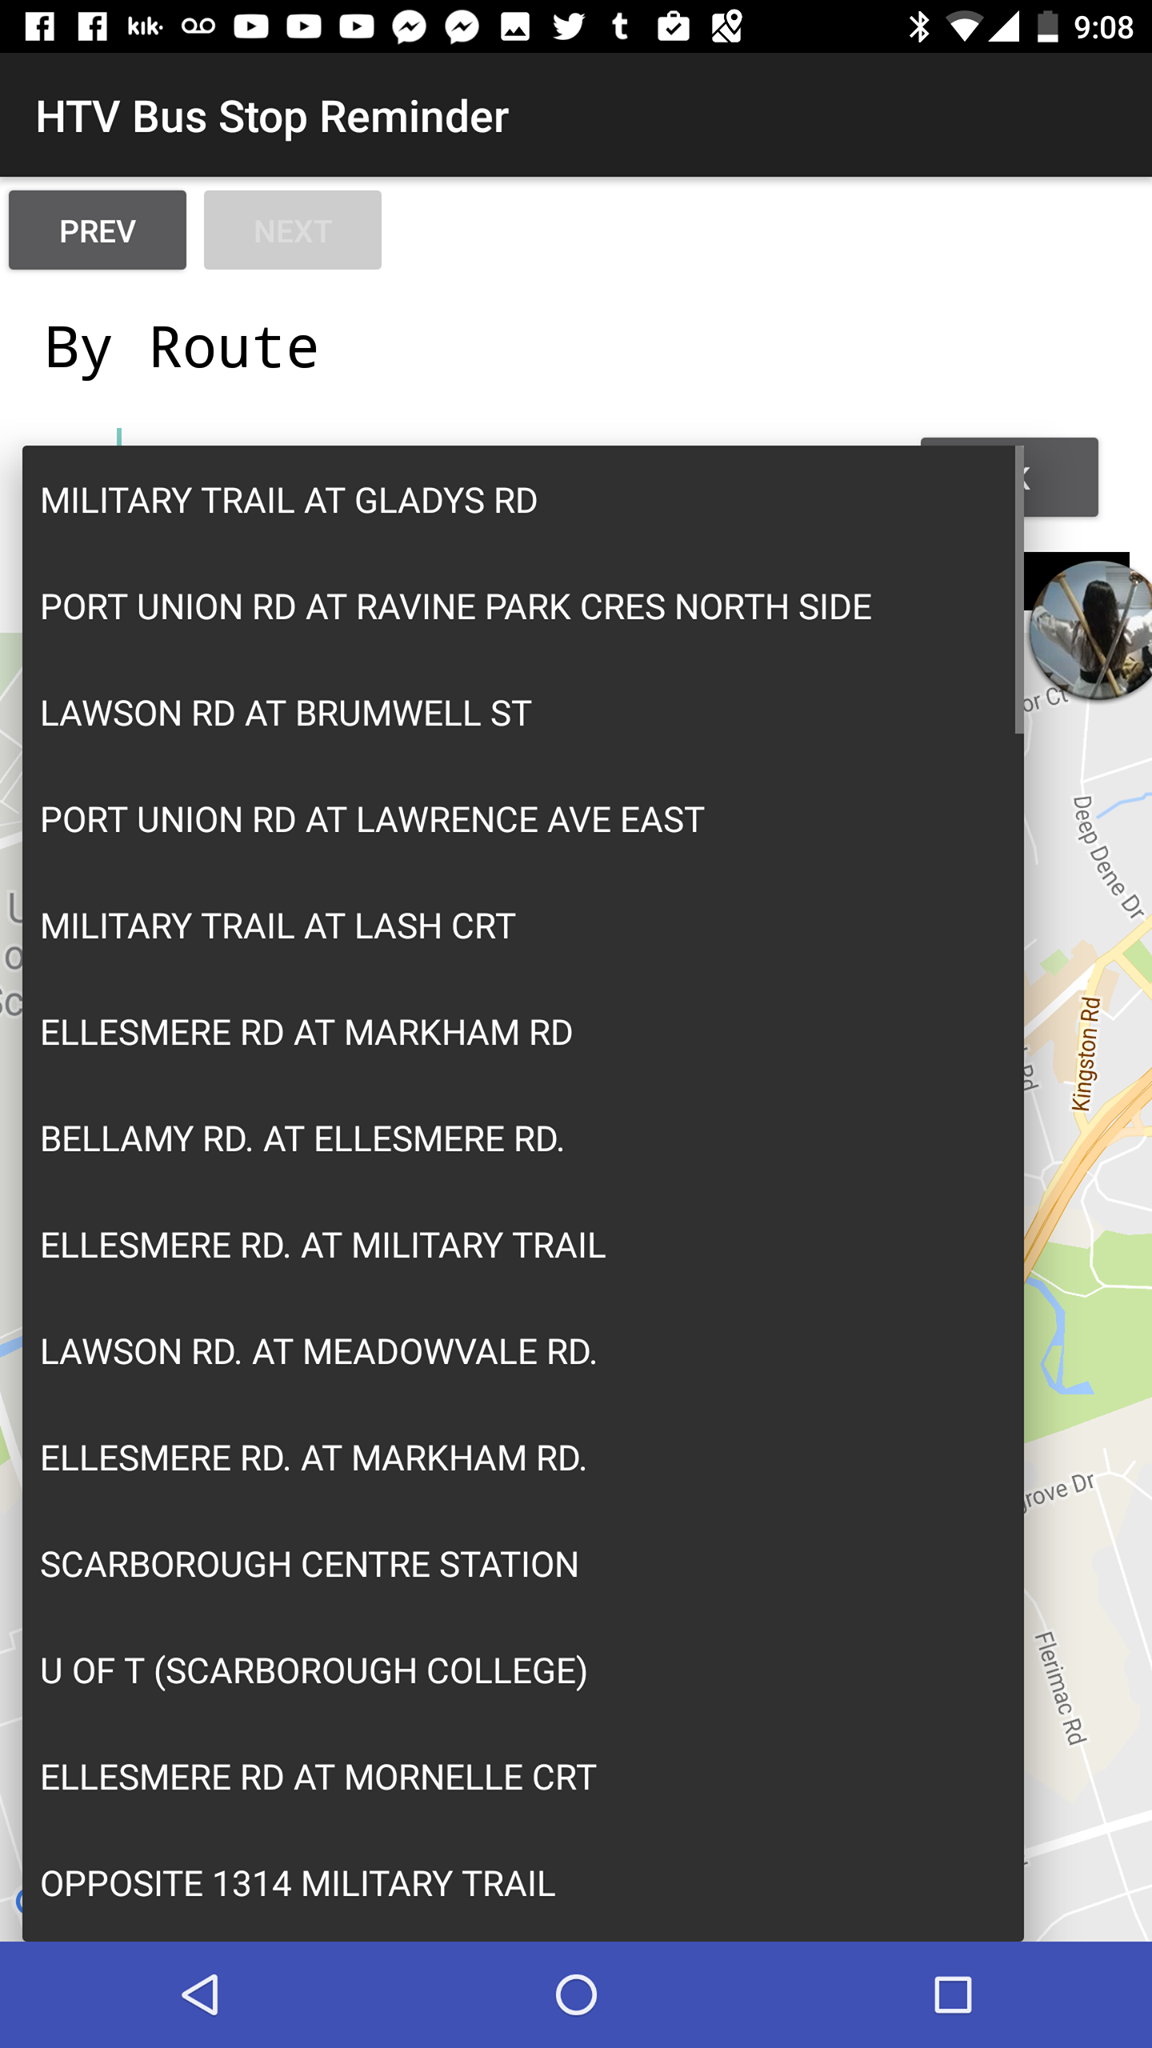 kik·
9:08
HTV Bus Stop Reminder
PREV
NEXT
By Route
MILITARY TRAIL AT GLADYS RD
PORT UNION RD AT RAVINE PARK CRES NORTH SIDE
LAWSON RD AT BRUMWELL ST
or Ct
PORT UNION RD AT LAWRENCE AVE EAST
Deep Dene Dr
MILITARY TRAIL AT LASH CRT
ELLESMERE RD AT MARKHAM RD
Kingston Rd
Rd
BELLAMY RD. AT ELLESMERE RD.
ELLESMERE RD. AT MILITARY TRAIL
LAWSON RD. AT MEADOWVALE RD.
ELLESMERE RD. AT MARKHAM RD.
grove Dr
SCARBOROUGH CENTRE STATION
U OF T (SCARBOROUGH COLLEGE)
Flerimac Rd
ELLESMERE RD AT MORNELLE CRT
OPPOSITE 1314 MILITARY TRAIL